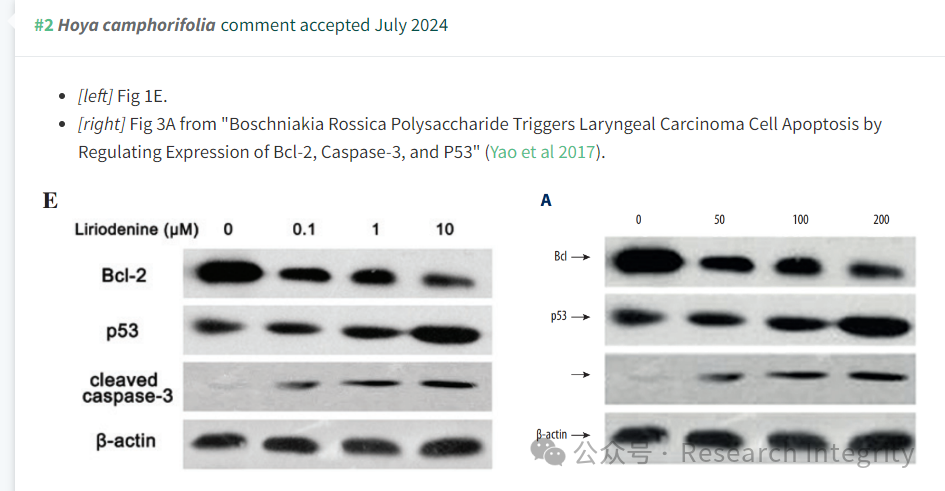 #2 Hoya camphorifolia comment accepted July 2024
• [left] Fig 1E.
• [right] Fig 3A from "Boschniakia Rossica Polysaccharide Triggers Laryngeal Carcinoma Cell Apoptosis by
Regulating Expression of Bcl-2, Caspase-3, and P53" (Yao et al 2017).
E
Liriodenine (μM) 0 0.1 1 10
Bcl-2
p53
cleaved
caspase-3
β-actin
A
0 50 100 200
Bcl →
p53 →
→
β-actin →
公众号 · Research Integrity